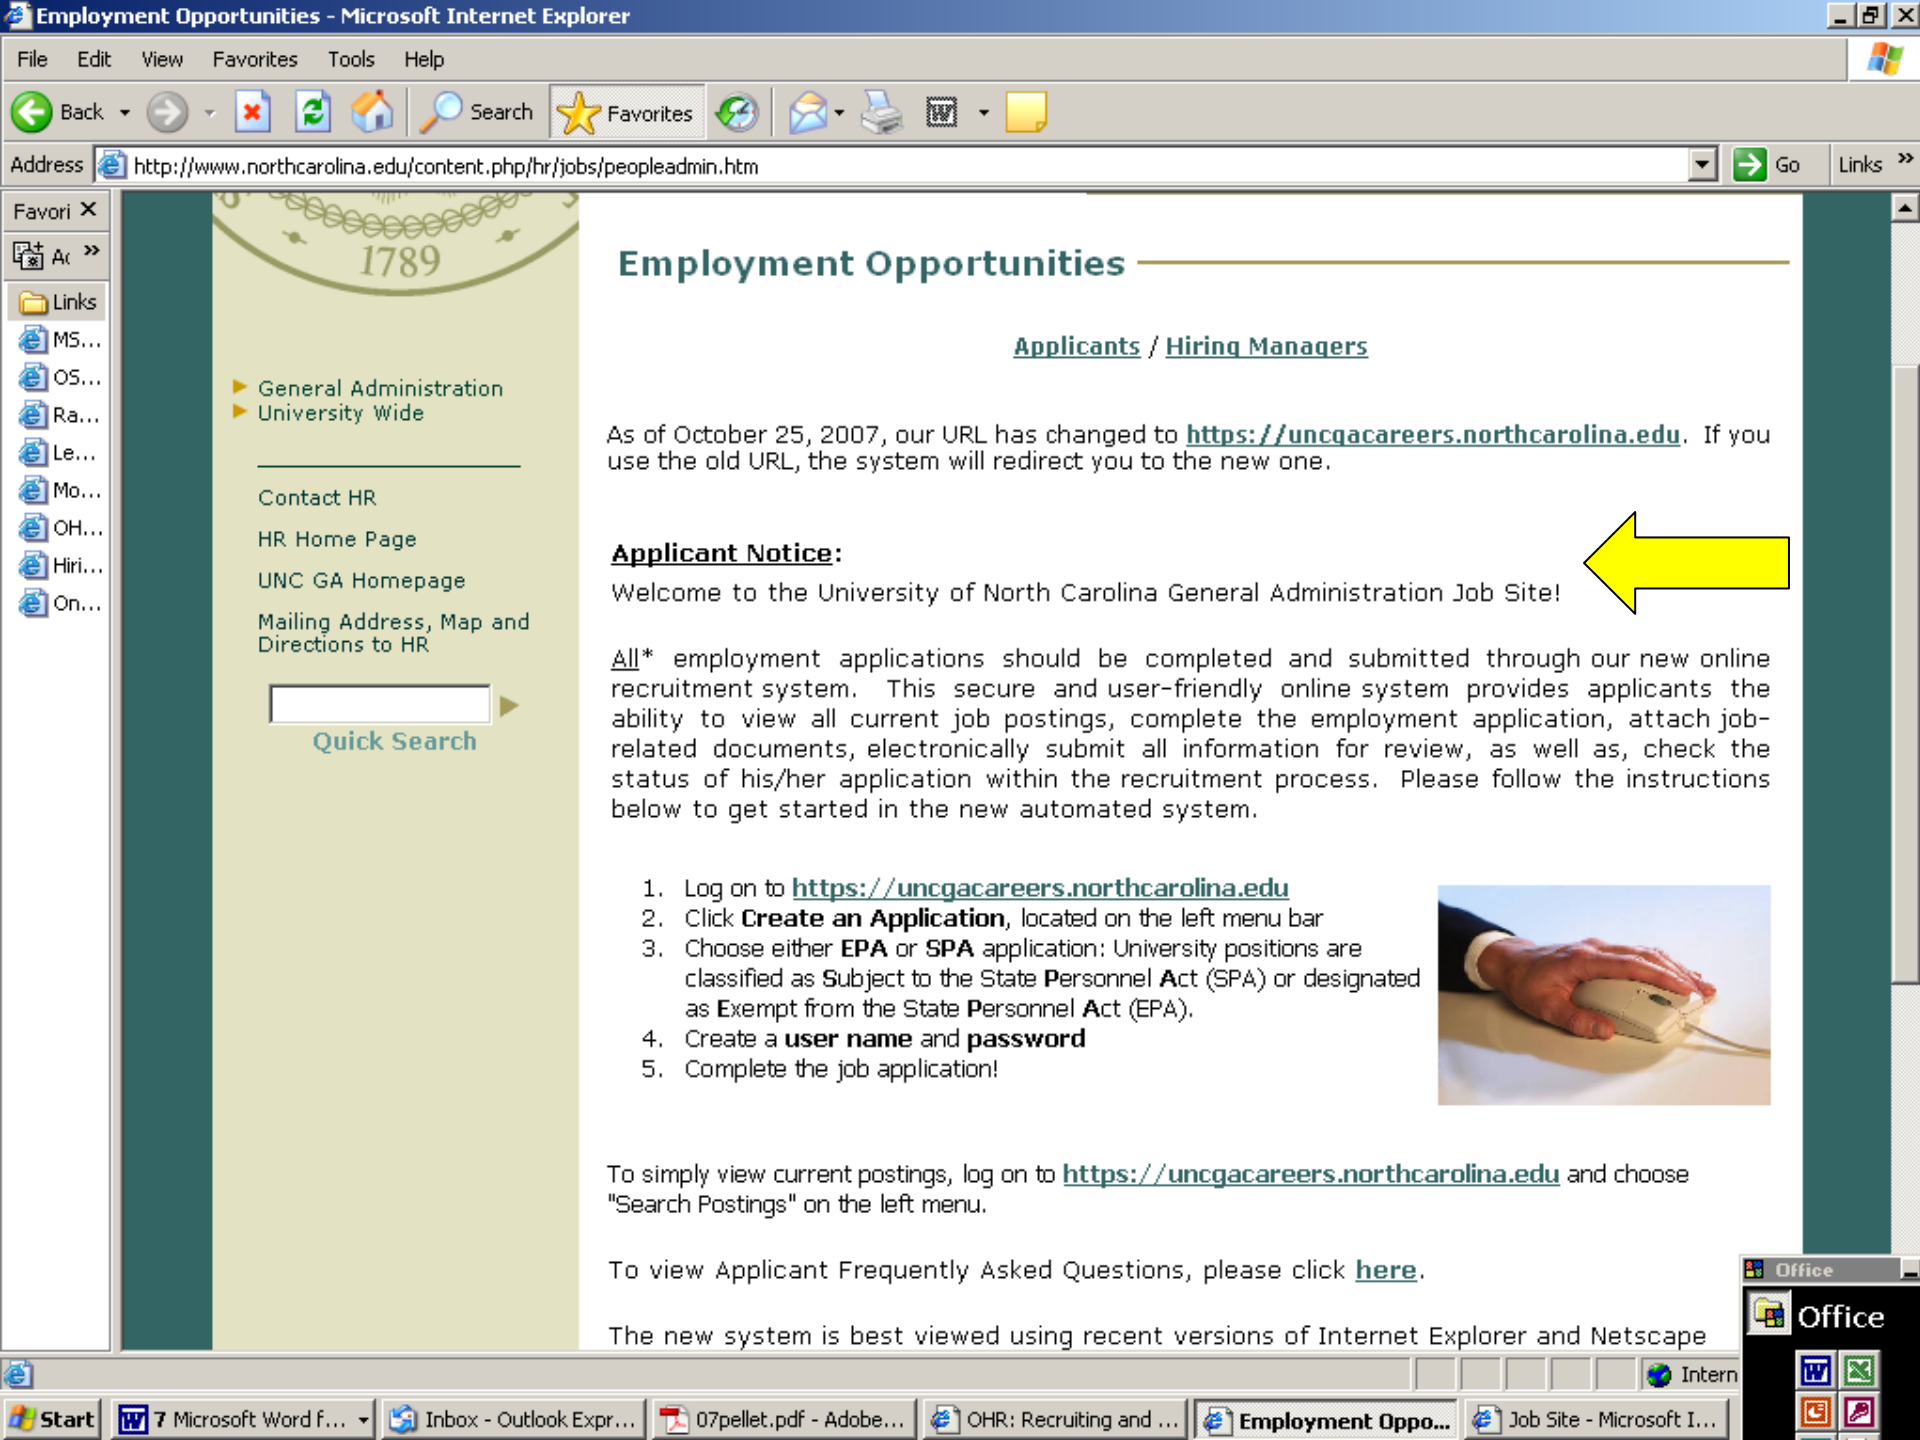 Employment Opportunities - Microsoft Internet Explorer
File Edit View Favorites Tools Help
Back Search Favorites
Address http://www.northcarolina.edu/content.php/hr/jobs/peopleadmin.htm Go Links »
Favori X
»
Links
MS...
OS...
Ra...
Le...
Mo...
OH...
Hiri...
On...
1789
General Administration
University Wide
Contact HR
HR Home Page
UNC GA Homepage
Mailing Address, Map and
Directions to HR
Quick Search
Employment Opportunities
Applicants / Hiring Managers
As of October 25, 2007, our URL has changed to https://uncgacareers.northcarolina.edu. If you
use the old URL, the system will redirect you to the new one.
Applicant Notice:
Welcome to the University of North Carolina General Administration Job Site!
All* employment applications should be completed and submitted through our new online
recruitment system. This secure and user-friendly online system provides applicants the
ability to view all current job postings, complete the employment application, attach job-
related documents, electronically submit all information for review, as well as, check the
status of his/her application within the recruitment process. Please follow the instructions
below to get started in the new automated system.
1. Log on to https://uncgacareers.northcarolina.edu
2. Click Create an Application, located on the left menu bar
3. Choose either EPA or SPA application: University positions are
classified as Subject to the State Personnel Act (SPA) or designated
as Exempt from the State Personnel Act (EPA).
4. Create a user name and password
5. Complete the job application!
To simply view current postings, log on to https://uncgacareers.northcarolina.edu and choose
"Search Postings" on the left menu.
To view Applicant Frequently Asked Questions, please click here.
The new system is best viewed using recent versions of Internet Explorer and Netscape
Office
Office
Intern
Start 7 Microsoft Word f... Inbox - Outlook Expr... 07pellet.pdf - Adobe... OHR: Recruiting and ... Employment Oppo... Job Site - Microsoft I...